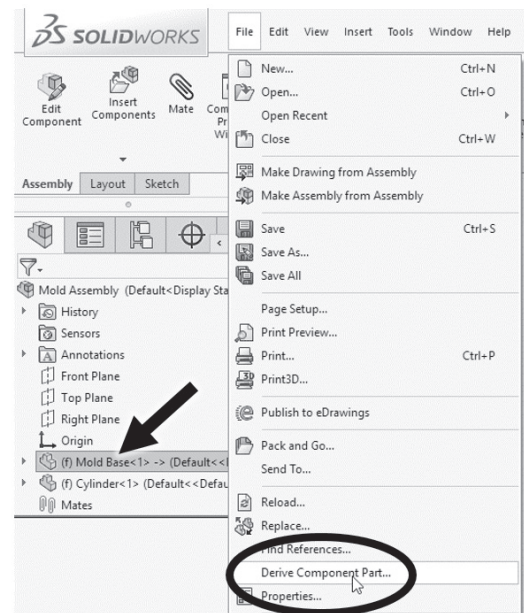 SOLIDWORKS
File Edit View Insert Tools Window Help
Edit Component
Insert Components
Mate
Com
Pr
Wi
Assembly Layout Sketch
Mold Assembly (Default<Display Sta
History
Sensors
Annotations
Front Plane
Top Plane
Right Plane
Origin
(f) Mold Base<1> -> (Default<<
(f) Cylinder<1> (Default<<Defau
Mates
New... Ctrl+N
Open... Ctrl+O
Open Recent
Close Ctrl+W
Make Drawing from Assembly
Make Assembly from Assembly
Save Ctrl+S
Save As...
Save All
Page Setup...
Print Preview...
Print... Ctrl+P
Print3D...
Publish to eDrawings
Pack and Go...
Send To...
Reload...
Replace...
Find References...
Derive Component Part...
Properties...